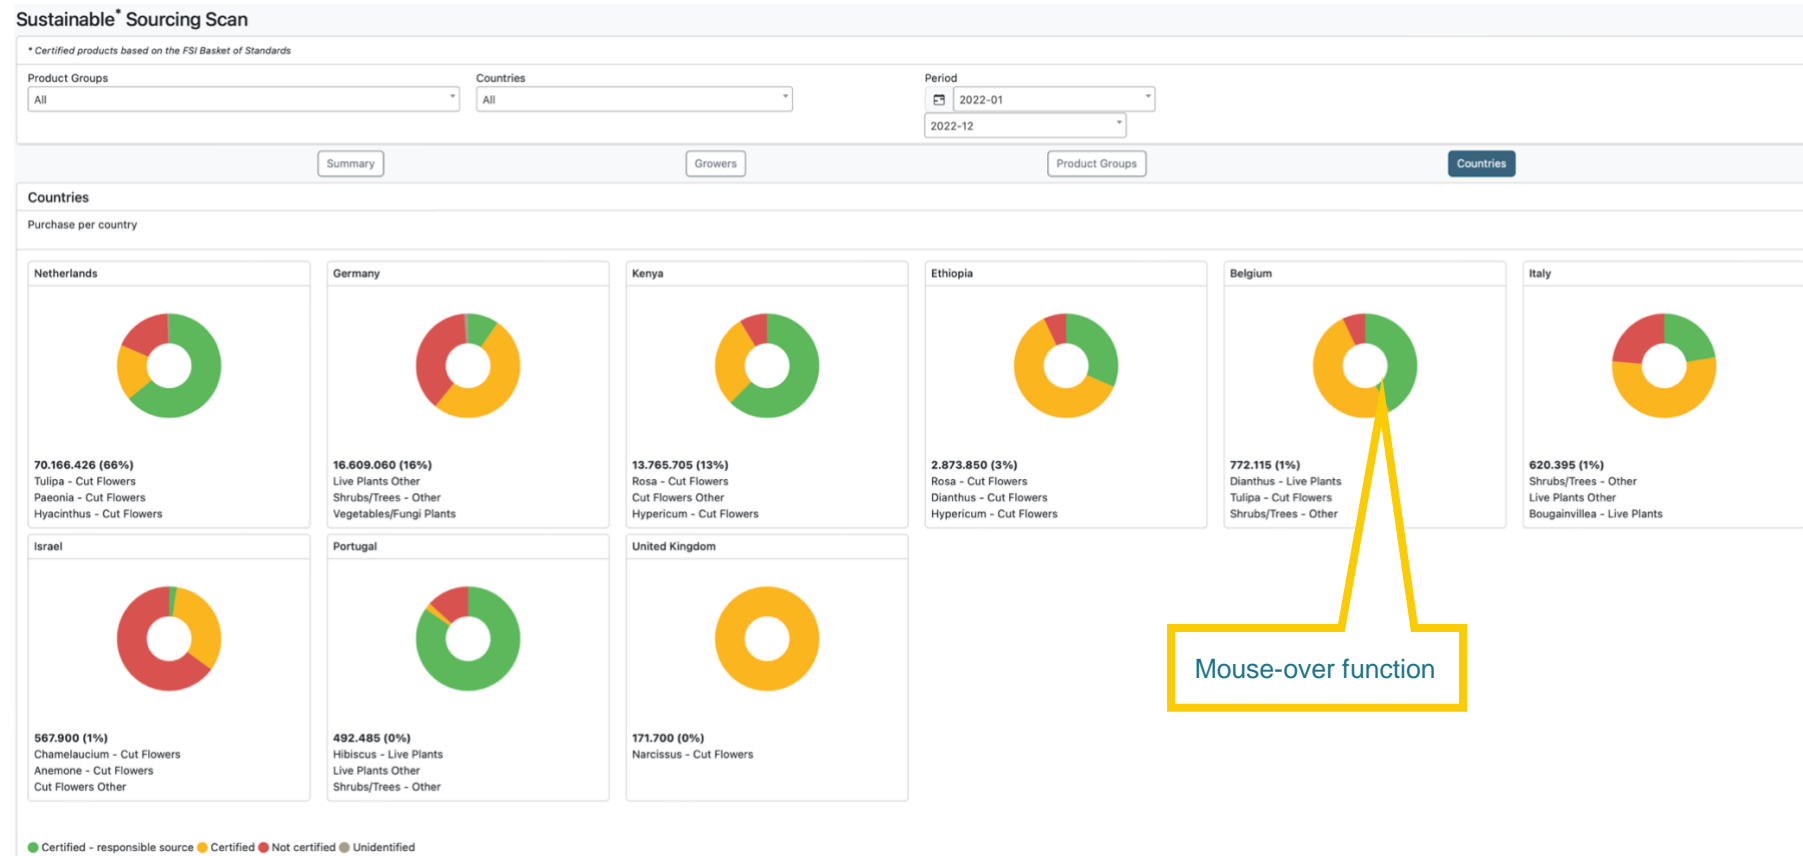 Sustainable* Sourcing Scan
* Certified products based on the FSI Basket of Standards
Product Groups
All
Countries
All
Period
2022-01
2022-12
Summary
Growers
Product Groups
Countries
Countries
Purchase per country
Netherlands
70.166.426 (66%)
Tulipa - Cut Flowers
Paeonia - Cut Flowers
Hyacinthus - Cut Flowers
Germany
16.609.060 (16%)
Live Plants Other
Shrubs/Trees - Other
Vegetables/Fungi Plants
Kenya
13.765.705 (13%)
Rosa - Cut Flowers
Cut Flowers Other
Hypericum - Cut Flowers
Ethiopia
2.873.850 (3%)
Rosa - Cut Flowers
Dianthus - Cut Flowers
Hypericum - Cut Flowers
Belgium
772.115 (1%)
Dianthus - Live Plants
Tulipa - Cut Flowers
Shrubs/Trees - Other
Italy
620.395 (1%)
Shrubs/Trees - Other
Live Plants Other
Bougainvillea - Live Plants
Israel
567.900 (1%)
Chamelaucium - Cut Flowers
Anemone - Cut Flowers
Cut Flowers Other
Portugal
492.485 (0%)
Hibiscus - Live Plants
Live Plants Other
Shrubs/Trees - Other
United Kingdom
171.700 (0%)
Narcissus - Cut Flowers
Mouse-over function
Certified - responsible source Certified Not certified Unidentified